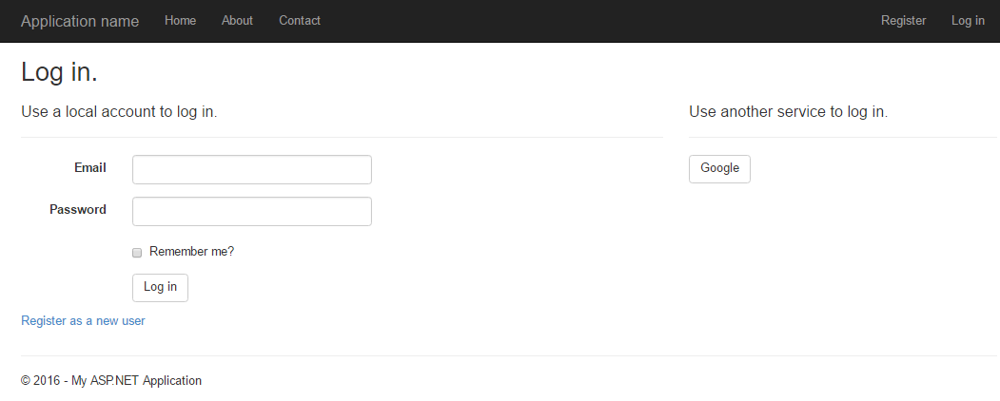 Application name Home About Contact Register Log in
Log in.
Use a local account to log in.
Email
Password
Remember me?
Log in
Register as a new user
Use another service to log in.
Google
© 2016 - My ASP.NET Application